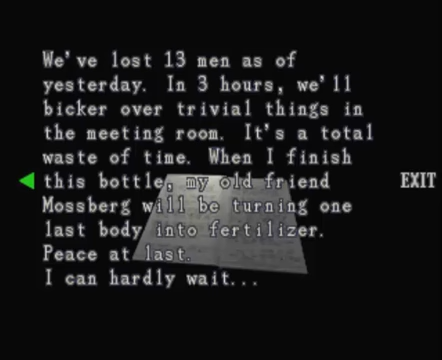 We've lost 13 men as of
yesterday. In 3 hours, we'll
bicker over trivial things in
the meeting room. It's a total
waste of time. When I finish
this bottle, my old friend
Mossberg will be turning one
last body into fertilizer.
Peace at last.
I can hardly wait...
EXIT